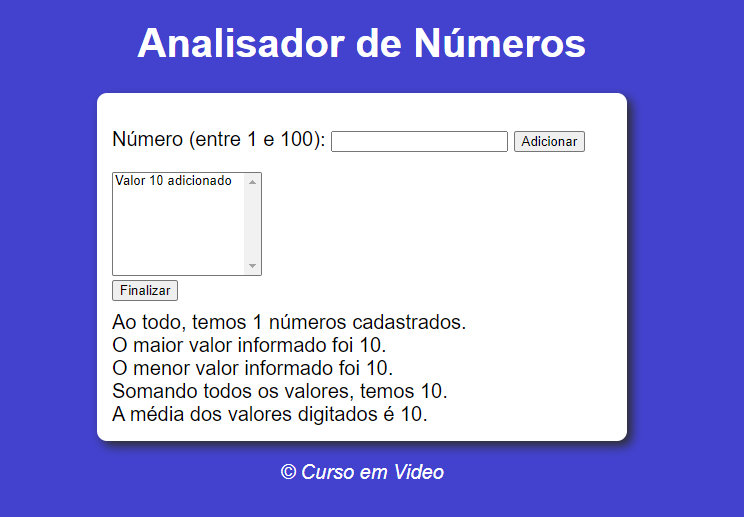 Analisador de Números
Número (entre 1 e 100): Adicionar
Valor 10 adicionado
Finalizar
Ao todo, temos 1 números cadastrados.
O maior valor informado foi 10.
O menor valor informado foi 10.
Somando todos os valores, temos 10.
A média dos valores digitados é 10.
© Curso em Video